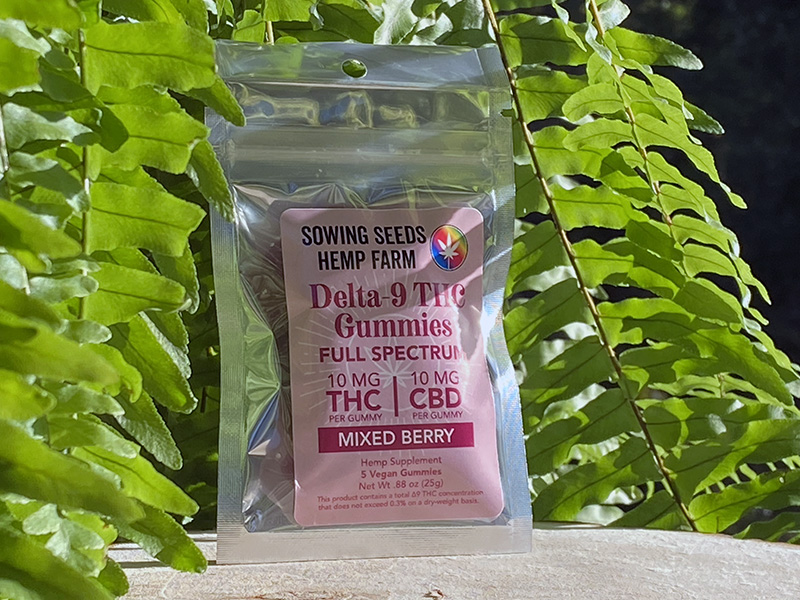 SOWING SEEDS
HEMP FARM
Delta-9 THC
Gummies
FULL SPECTRUM
10 MG
THC
PER GUMMY
10 MG
CBD
PER GUMMY
MIXED BERRY
Hemp Supplement
5 Vegan Gummies
Net Wt .88 oz (25g)
This product contains a total Δ9 THC concentration
that does not exceed 0.3% on a dry-weight basis.